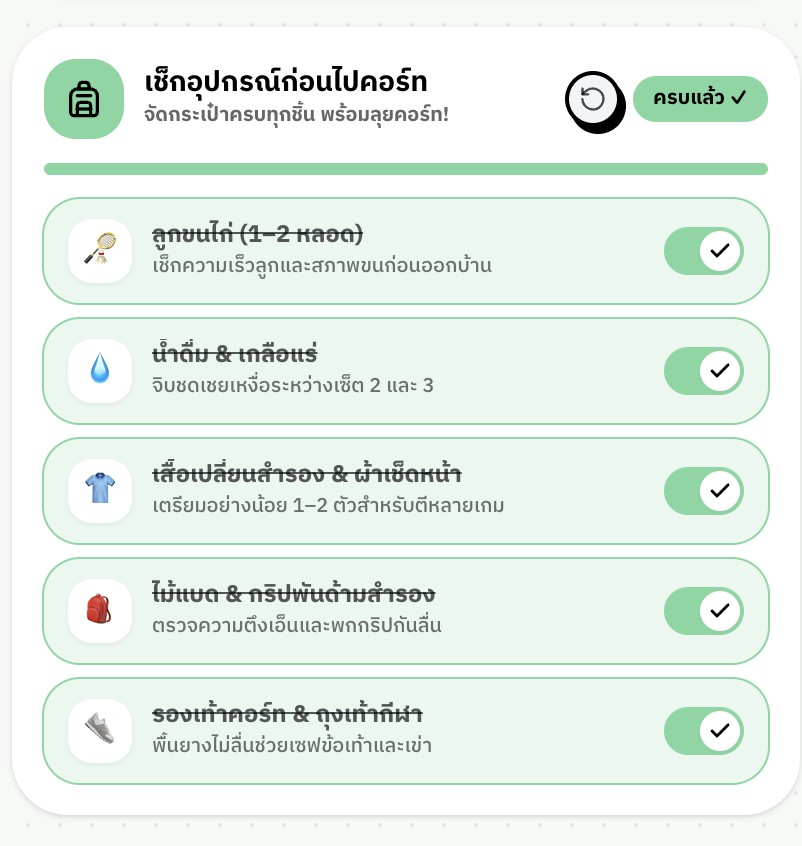 เช็กอุปกรณ์ก่อนไปคอร์ท
จัดกระเป๋าครบทุกชิ้น พร้อมลุยคอร์ท!
ครบแล้ว ✓
ลูกขนไก่ (1–2 หลอด)
เช็กความเร็วลูกและสภาพขนก่อนออกบ้าน
น้ำดื่ม & เกลือแร่
จิบชดเชยเหงื่อระหว่างเซ็ต 2 และ 3
เสื้อเปลี่ยนสำรอง & ผ้าเช็ดหน้า
เตรียมอย่างน้อย 1–2 ตัวสำหรับตีหลายเกม
ไม้แบด & กริปพันด้ามสำรอง
ตรวจความตึงเอ็นและพกกริปกันลื่น
รองเท้าคอร์ท & ถุงเท้ากีฬา
พื้นยางไม่ลื่นช่วยเซฟข้อเท้าและเข่า